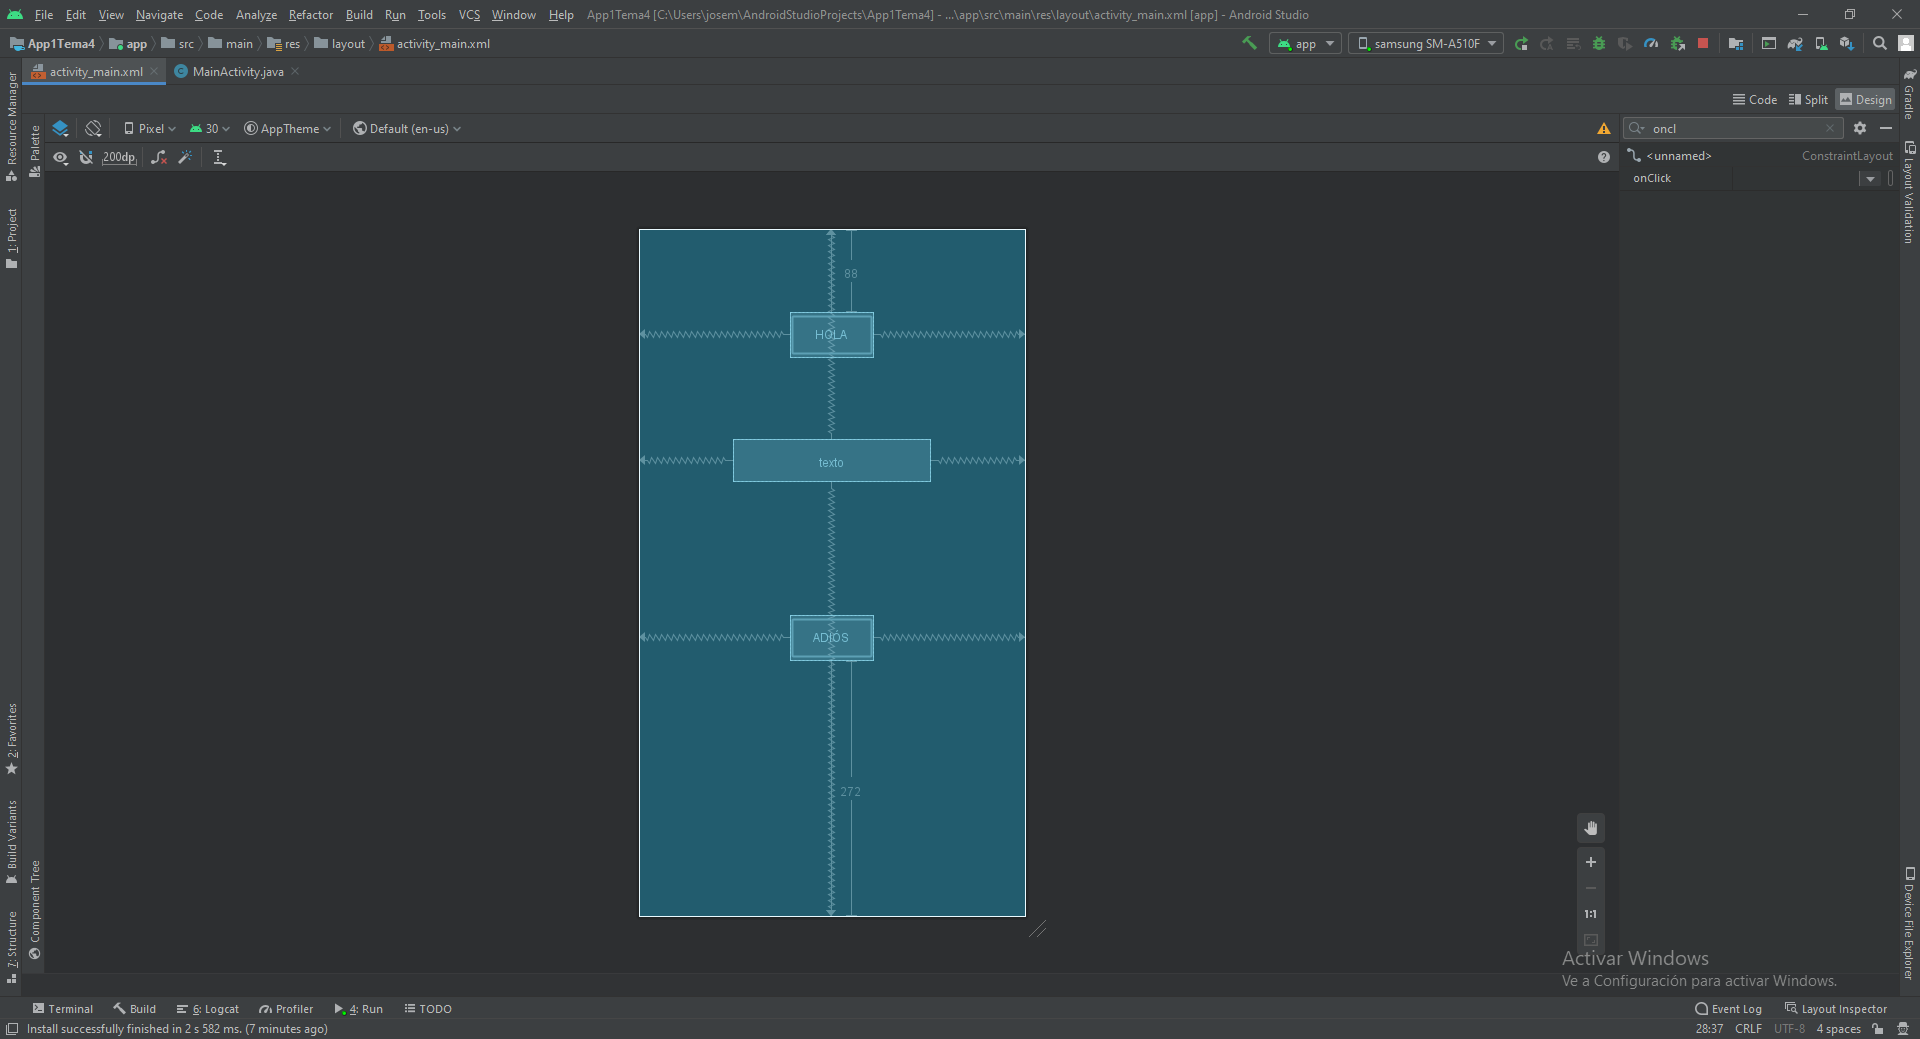 File Edit View Navigate Code Analyze Refactor Build Run Tools VCS Window Help App1Tema4 [C:\Users\josem\AndroidStudioProjects\App1Tema4] - ...\app\src\main\res\layout\activity_main.xml [app] - Android Studio
App1Tema4 app src main res layout activity_main.xml app samsung SM-A510F
activity_main.xml MainActivity.java
Code Split Design
Pixel 30 AppTheme Default (en-us) oncl
200dp <unnamed> ConstraintLayout
onClick
88
HOLA
texto
ADIÓS
272
1:1
Resource Manager
1: Project
2: Favorites
Build Variants
7: Structure
Palette
Component Tree
Gradle
Layout Validation
Device File Explorer
Activar Windows
Ve a Configuración para activar Windows.
Terminal Build 6: Logcat Profiler 4: Run TODO Event Log Layout Inspector
Install successfully finished in 2 s 582 ms. (7 minutes ago) 28:37 CRLF UTF-8 4 spaces